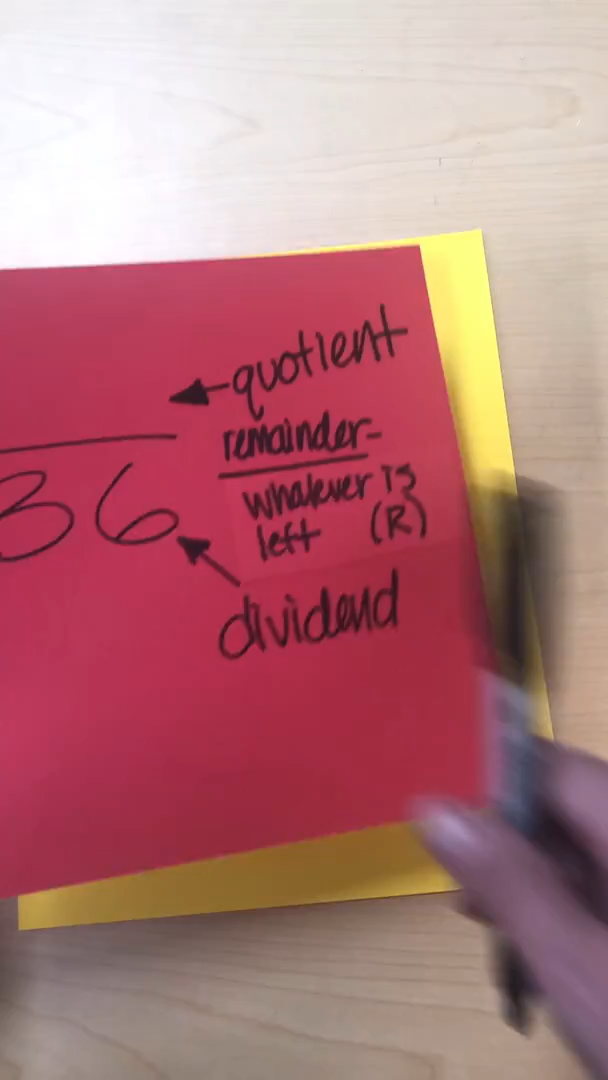 quotient
remainder-
whatever is
left (R)
36
dividend